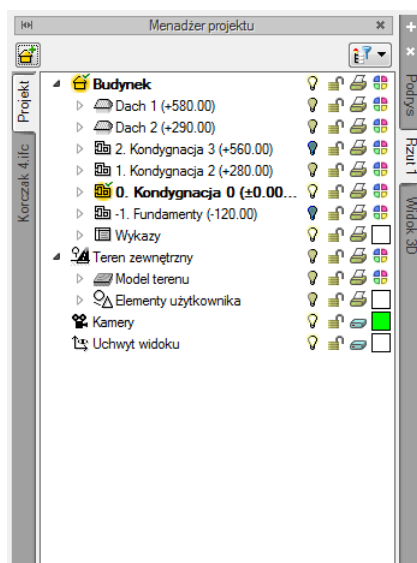 Menadżer projektu
Projekt
Korczak 4.ifc
Budynek
Dach 1 (+580.00)
Dach 2 (+290.00)
2. Kondygnacja 3 (+560.00)
1. Kondygnacja 2 (+280.00)
0. Kondygnacja 0 (±0.00...
-1. Fundamenty (-120.00)
Wykazy
Teren zewnętrzny
Model terenu
Elementy użytkownika
Kamery
Uchwyt widoku
Podrys
Rzut 1
Widok 3D